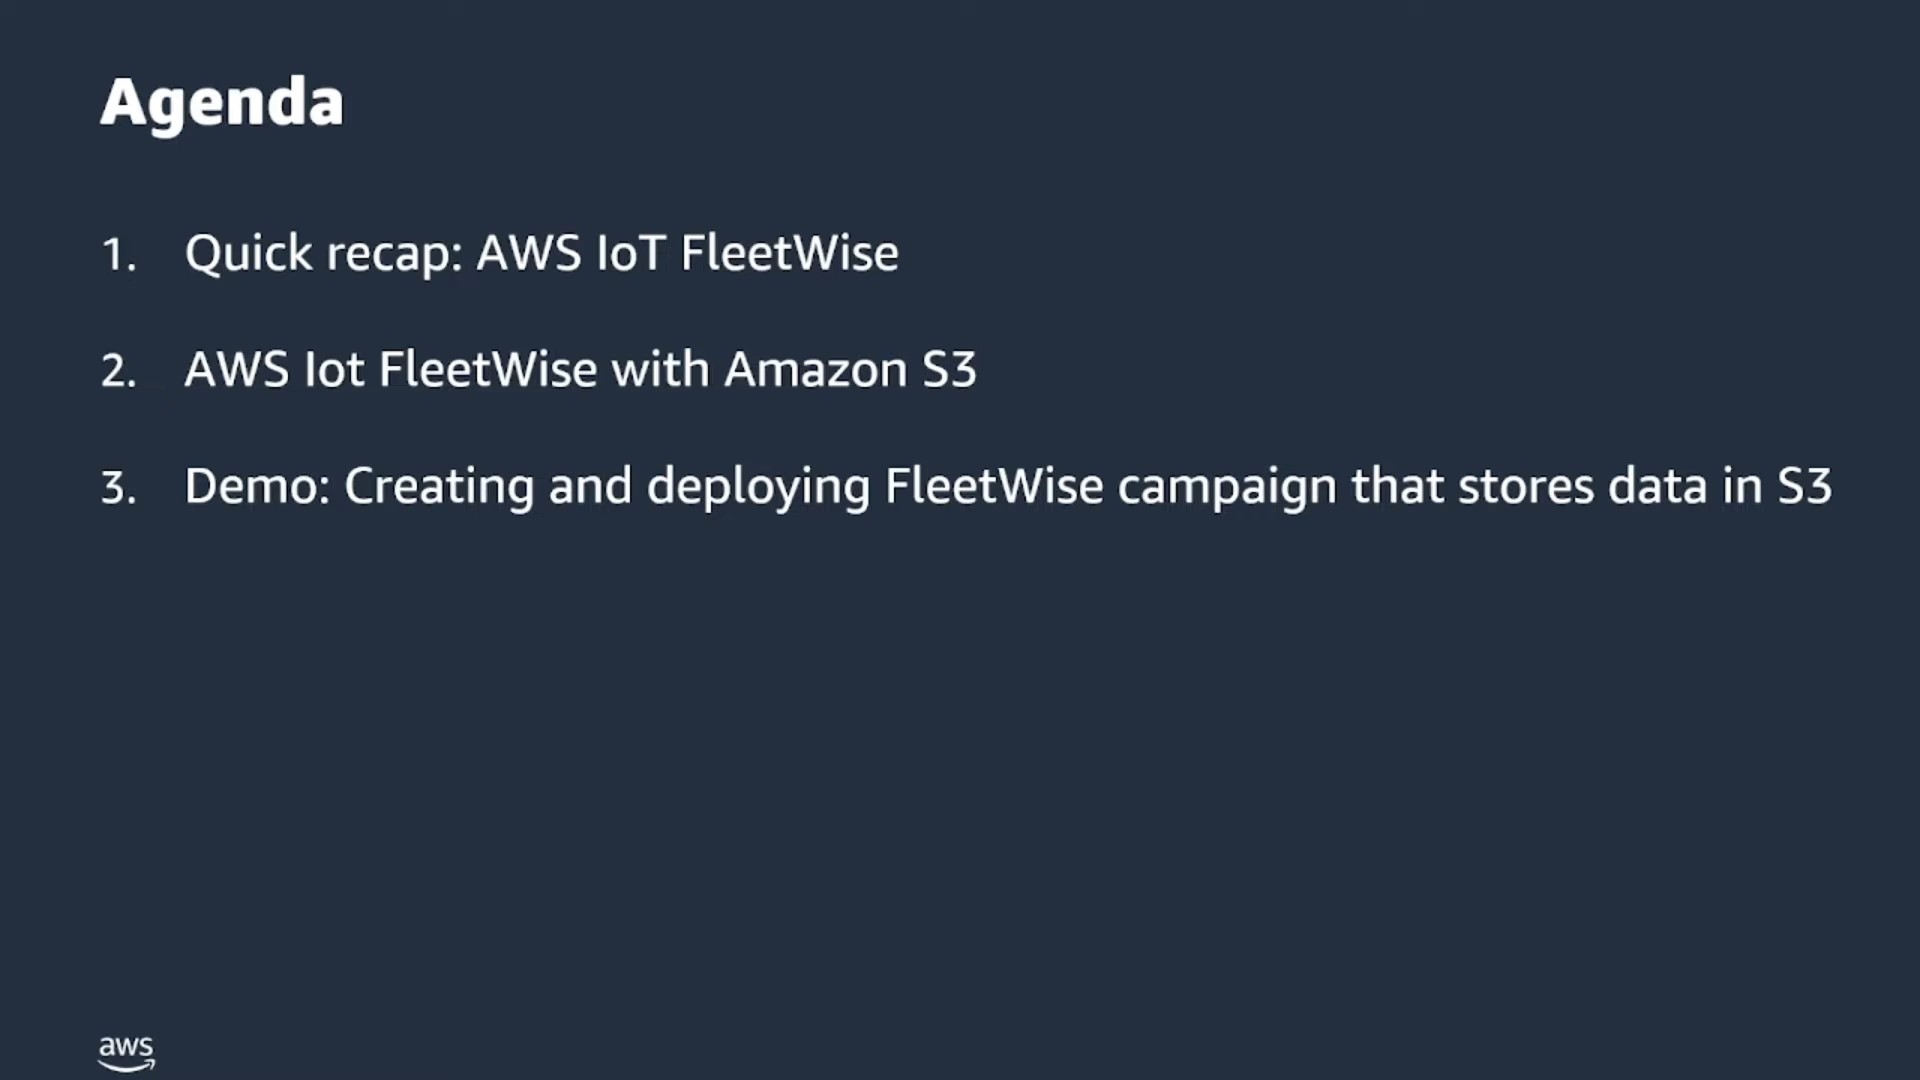 Agenda
1. Quick recap: AWS IoT FleetWise
2. AWS Iot FleetWise with Amazon S3
3. Demo: Creating and deploying FleetWise campaign that stores data in S3
aws